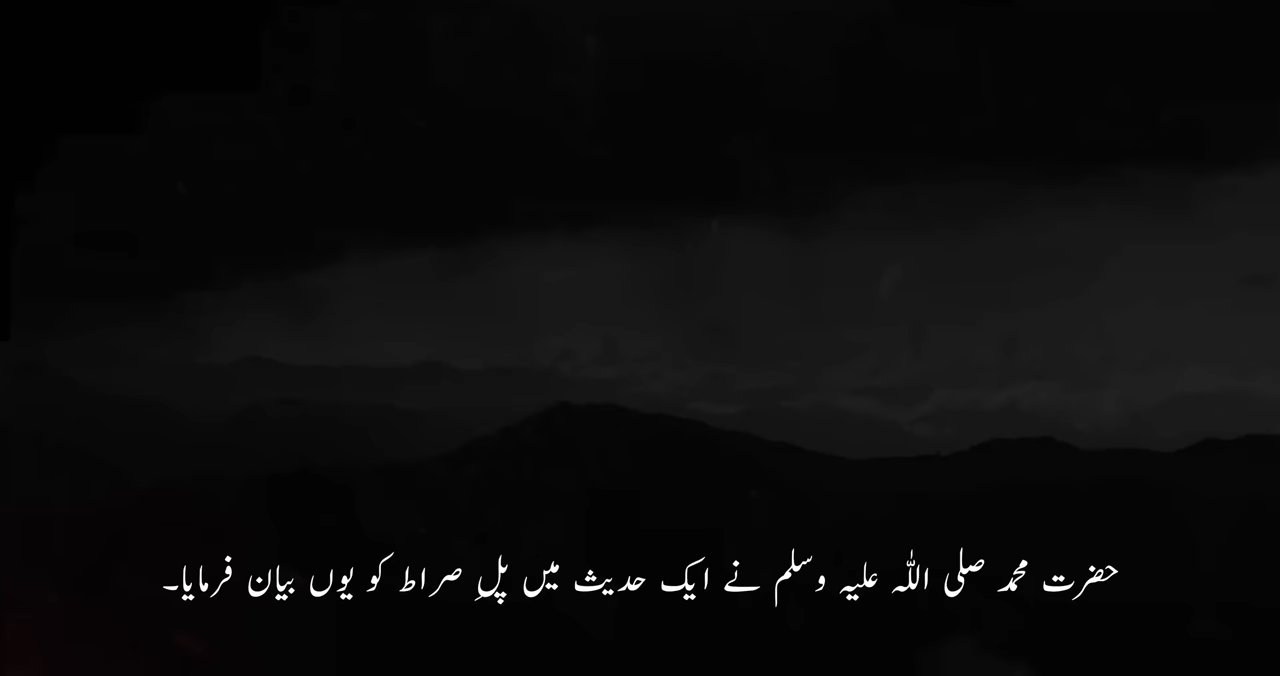 حضرت محمد صلی اللہ علیہ وسلم نے ایک حدیث میں پلِ صراط کو یوں بیان فرمایا۔